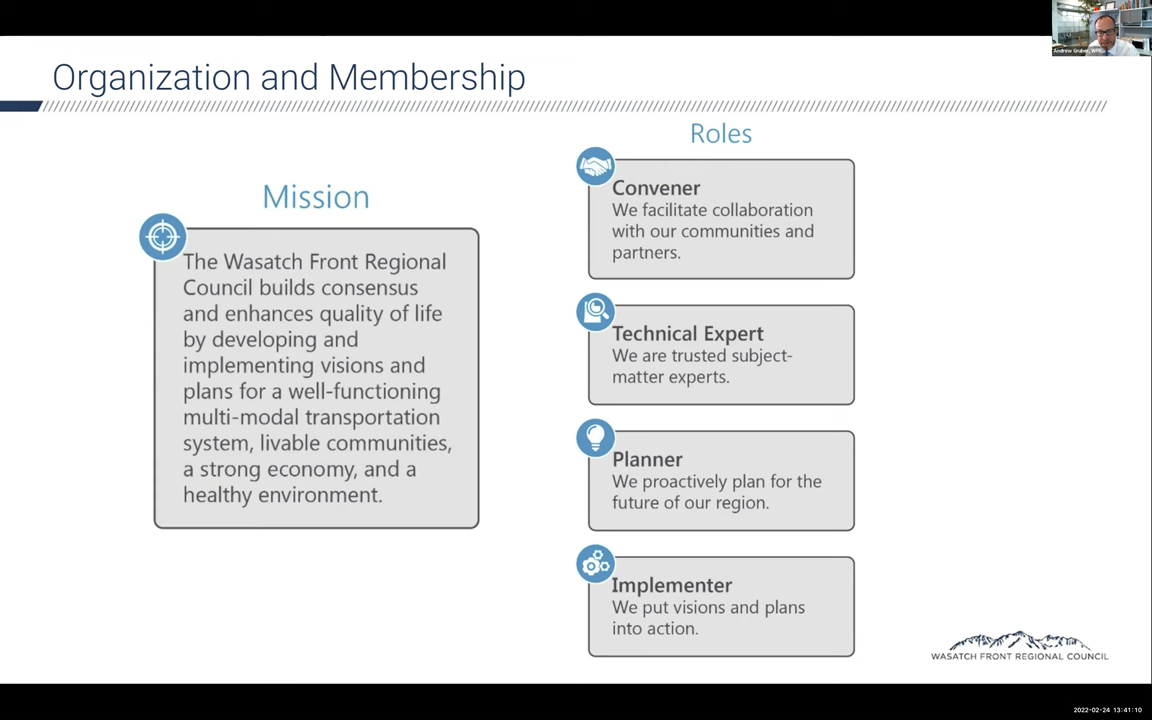 Andrew Gruber, WFRC
Organization and Membership
Mission
The Wasatch Front Regional
Council builds consensus
and enhances quality of life
by developing and
implementing visions and
plans for a well-functioning
multi-modal transportation
system, livable communities,
a strong economy, and a
healthy environment.
Roles
Convener
We facilitate collaboration
with our communities and
partners.
Technical Expert
We are trusted subject-
matter experts.
Planner
We proactively plan for the
future of our region.
Implementer
We put visions and plans
into action.
WASATCH FRONT REGIONAL COUNCIL
2022-02-24 13:41:10